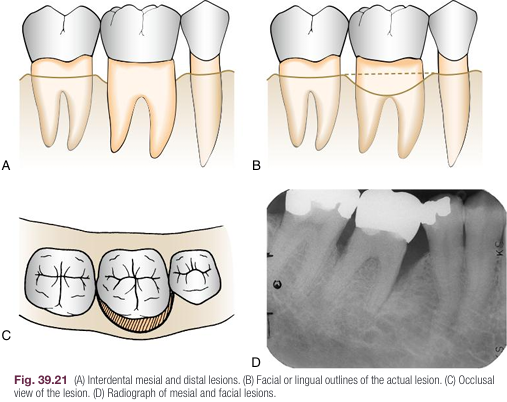 A
B
C
D
Fig. 39.21 (A) Interdental mesial and distal lesions. (B) Facial or lingual outlines of the actual lesion. (C) Occlusal
view of the lesion. (D) Radiograph of mesial and facial lesions.